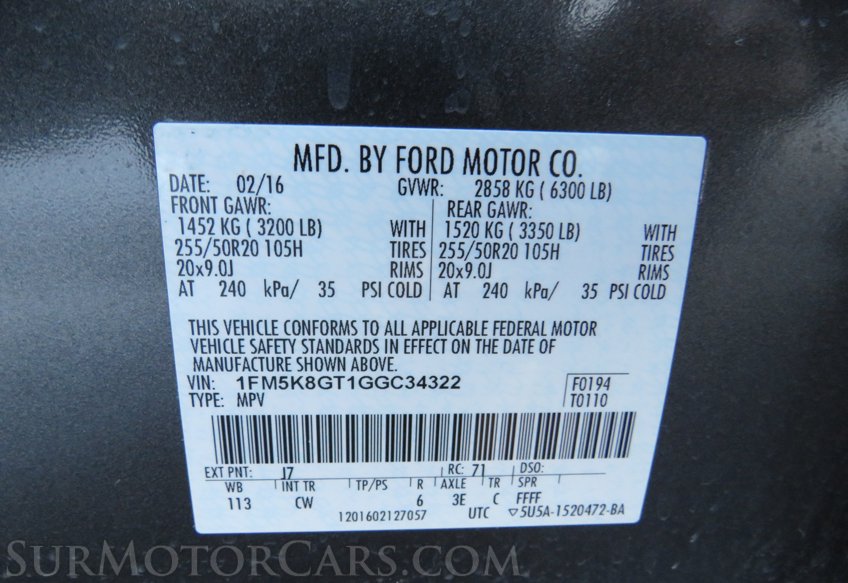 MFD. BY FORD MOTOR CO.
DATE: 02/16 GVWR: 2858 KG ( 6300 LB)
FRONT GAWR: REAR GAWR:
1452 KG ( 3200 LB) WITH 1520 KG ( 3350 LB) WITH
255/50R20 105H TIRES 255/50R20 105H TIRES
20x9.0J RIMS 20x9.0J RIMS
AT 240 kPa/ 35 PSI COLD AT 240 kPa/ 35 PSI COLD
THIS VEHICLE CONFORMS TO ALL APPLICABLE FEDERAL MOTOR
VEHICLE SAFETY STANDARDS IN EFFECT ON THE DATE OF
MANUFACTURE SHOWN ABOVE.
VIN: 1FM5K8GT1GGC34322 F0194
TYPE: MPV T0110
EXT PNT: J7 RC: 71 DSO:
WB INT TR TP/PS R AXLE TR SPR
113 CW 6 3E C FFFF
1201602127057 UTC ▽5U5A-1520472-BA
SURMOTORCARS.COM